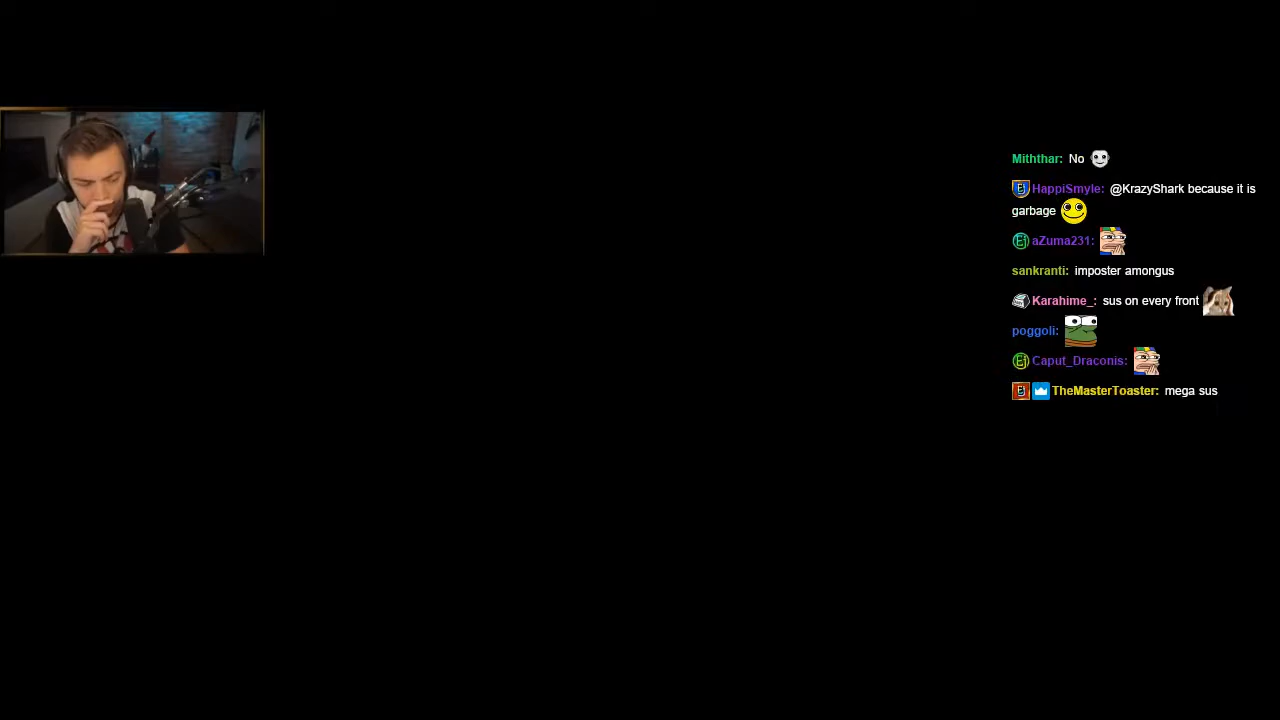 Miththar: No
HappiSmyle: @KrazyShark because it is
garbage
aZuma231:
sankranti: imposter amongus
Karahime_: sus on every front
poggoli:
Caput_Draconis:
TheMasterToaster: mega sus